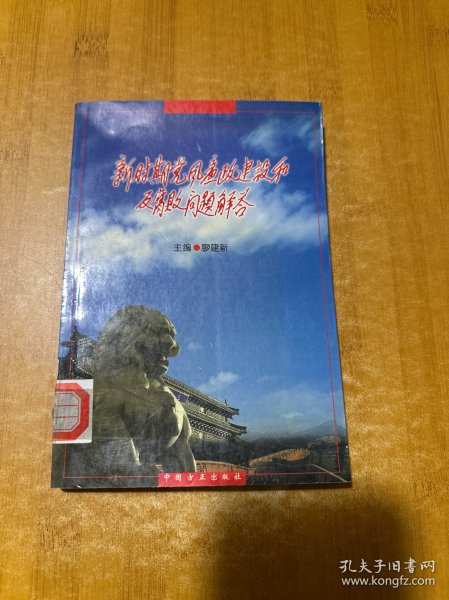 新时期党风廉政建设和
反腐败问题解答
主编●廖建新
中国方正出版社
孔夫子旧书网
www.kongfz.com